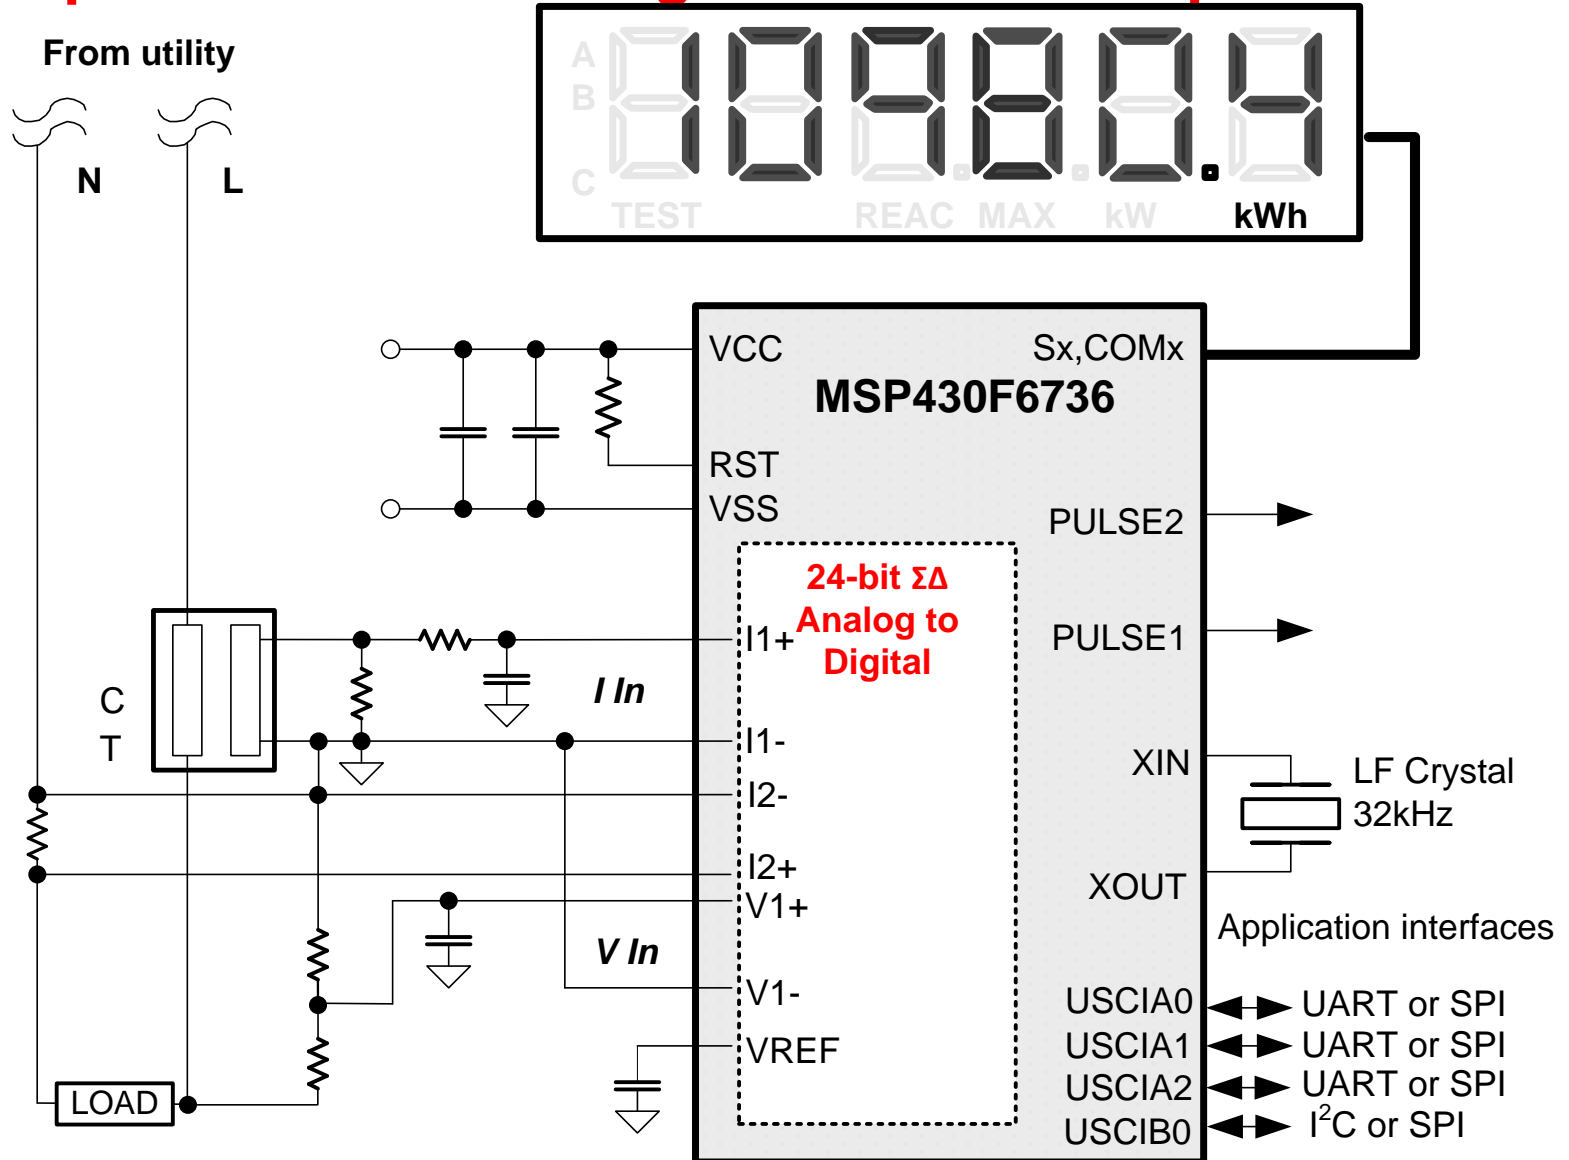 From utility
N
L
A
B
C
10980.4
TEST
REAC
MAX
kW
kWh
VCC
Sx,COMx
MSP430F6736
RST
VSS
PULSE2
24-bit ΣΔ
Analog to
Digital
I1+
PULSE1
I In
C
T
I1-
XIN
LF Crystal
32kHz
I2-
I2+
XOUT
V1+
Application interfaces
V In
V1-
USCIA0
UART or SPI
VREF
USCIA1
UART or SPI
USCIA2
UART or SPI
LOAD
USCIB0
I²C or SPI